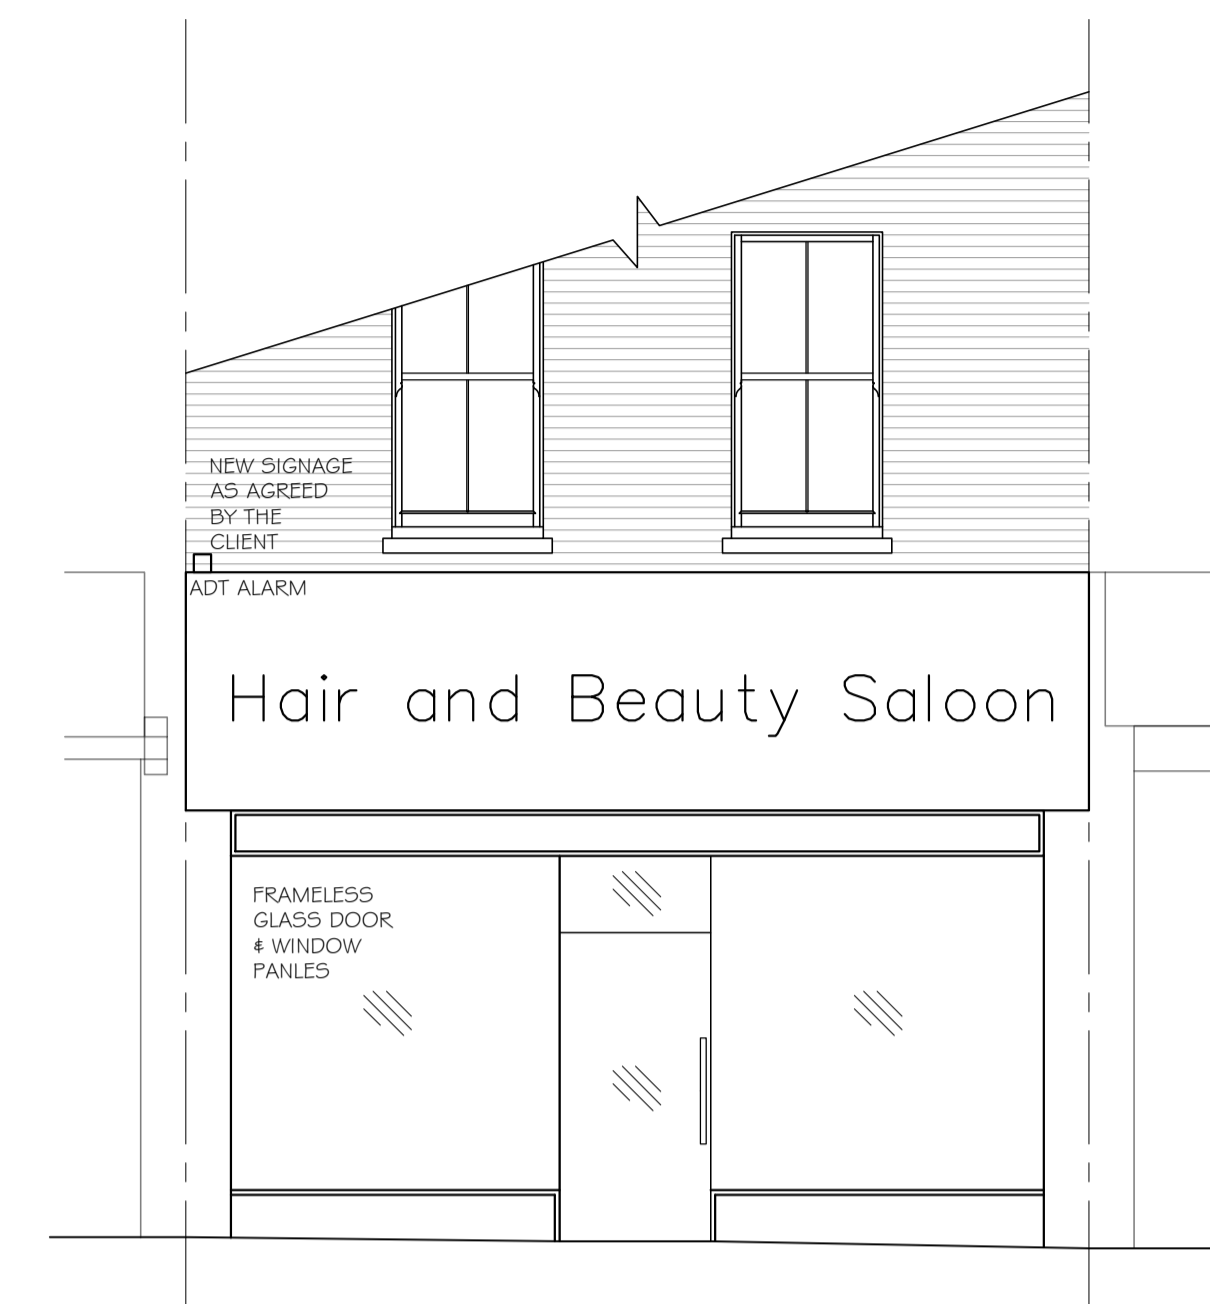 NEW SIGNAGE
AS AGREED
BY THE
CLIENT
ADT ALARM
Hair and Beauty Saloon
FRAMELESS
GLASS DOOR
& WINDOW
PANLES